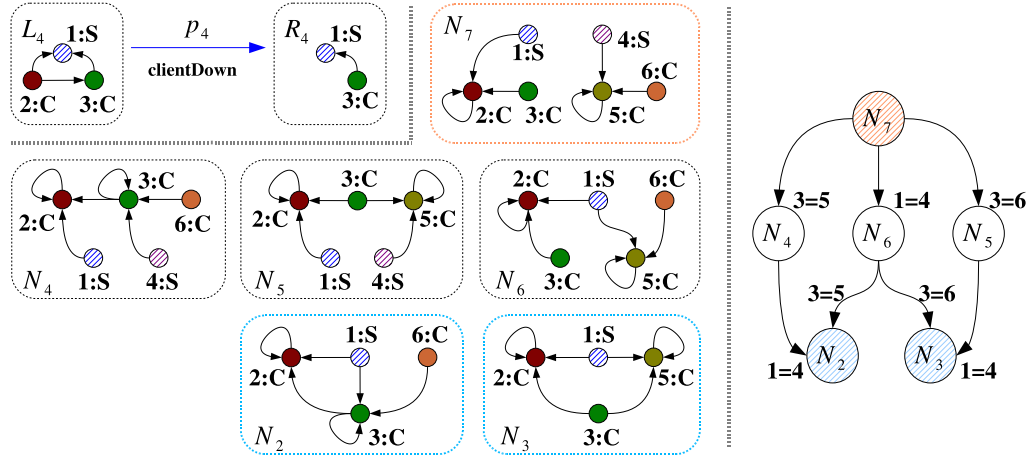 L4 1:S p4 R4 1:S
clientDown
2:C 3:C 3:C
N7 1:S 4:S
6:C
2:C 3:C 5:C
3:C
2:C 6:C
1:S 4:S
N4
3:C
2:C 5:C
1:S 4:S
N5
2:C 1:S 6:C
3:C 5:C
N6
1:S 6:C
2:C
3:C
N2
1:S
2:C 5:C
3:C
N3
N7
3=5 1=4 3=6
N4 N6 N5
3=5 3=6
N2 N3
1=4 1=4